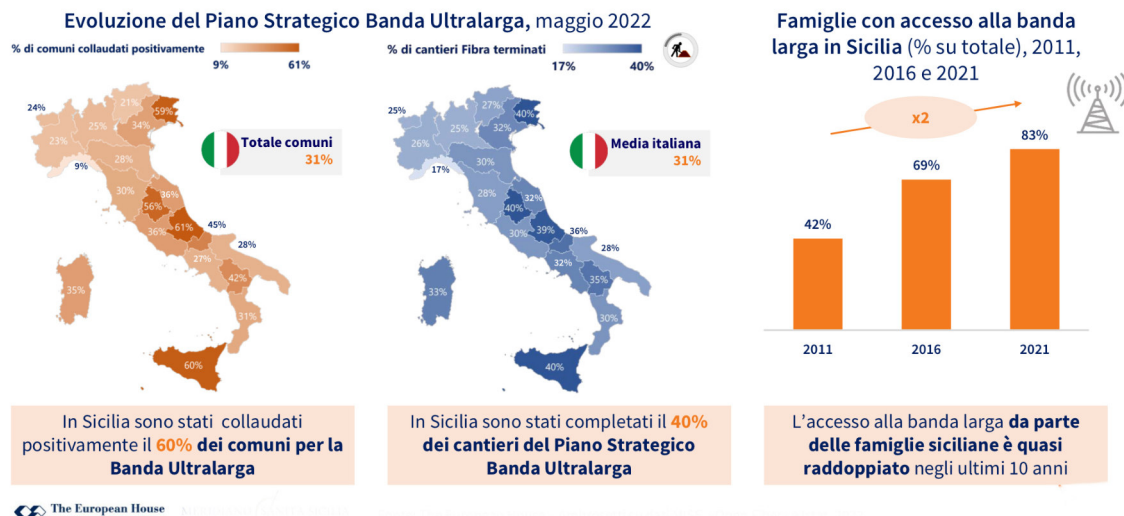 Evoluzione del Piano Strategico Banda Ultralarga, maggio 2022
% di comuni collaudati positivamente
9%
61%
24%
21%
59%
25%
34%
23%
Totale comuni
31%
9%
28%
30%
36%
56%
61%
45%
36%
28%
27%
42%
35%
31%
60%
In Sicilia sono stati collaudati
positivamente il 60% dei comuni per la
Banda Ultralarga
% di cantieri Fibra terminati
17%
40%
25%
27%
40%
25%
32%
26%
Media italiana
31%
17%
30%
28%
32%
40%
39%
36%
30%
28%
32%
35%
33%
30%
40%
In Sicilia sono stati completati il 40%
dei cantieri del Piano Strategico
Banda Ultralarga
Famiglie con accesso alla banda
larga in Sicilia (% su totale), 2011,
2016 e 2021
x2
83%
69%
42%
2011
2016
2021
L'accesso alla banda larga da parte
delle famiglie siciliane è quasi
raddoppiato negli ultimi 10 anni
The European House